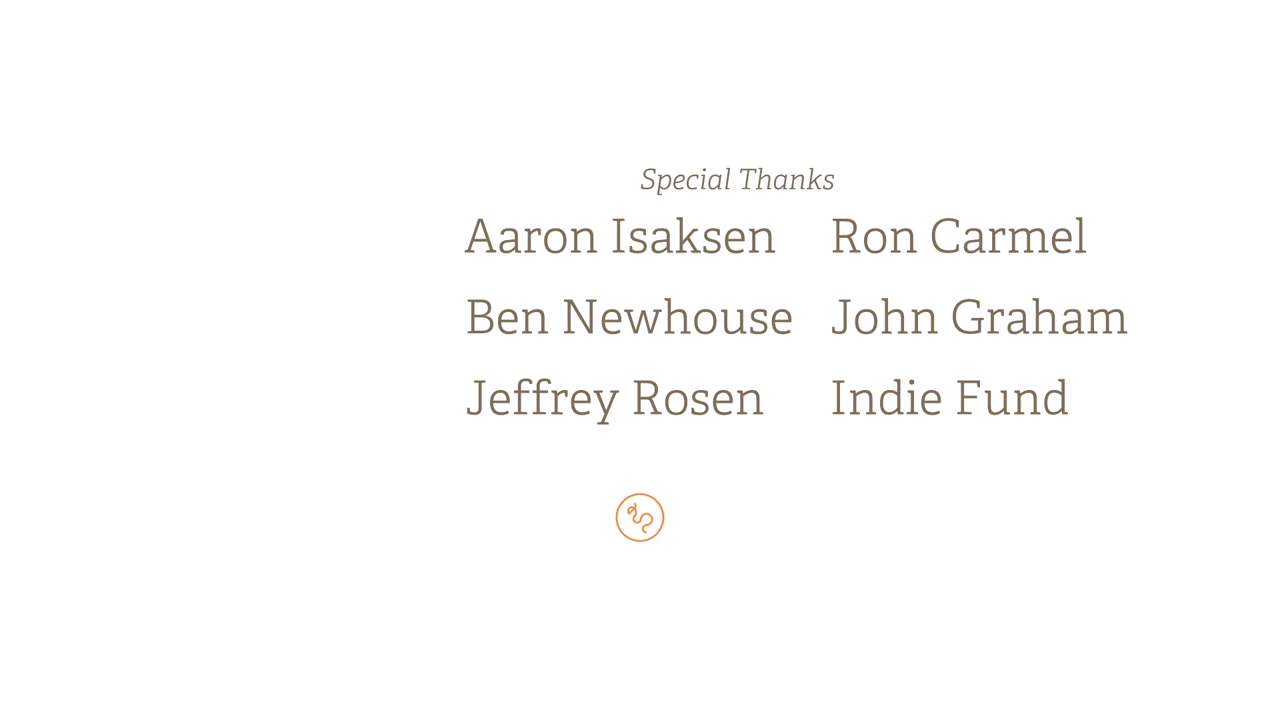 Special Thanks
Aaron Isaksen Ron Carmel
Ben Newhouse John Graham
Jeffrey Rosen Indie Fund